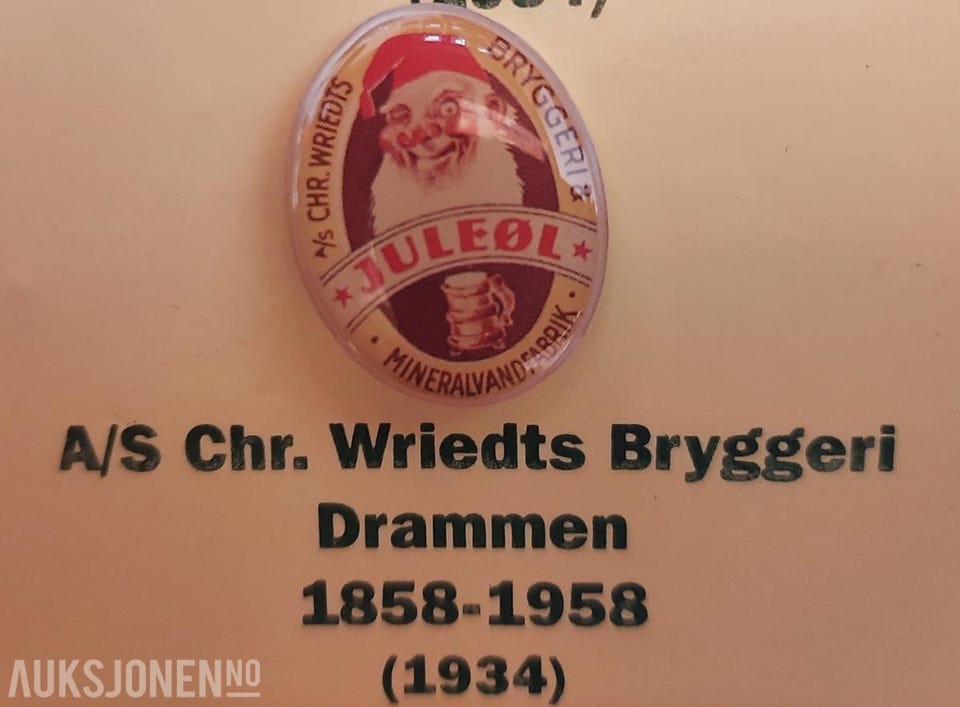 A/S CHR. WRIEDTS BRYGGERI &
JULEØL
MINERALVANDFABRIK
A/S Chr. Wriedts Bryggeri
Drammen
1858-1958
(1934)
AUKSJONEN.NO